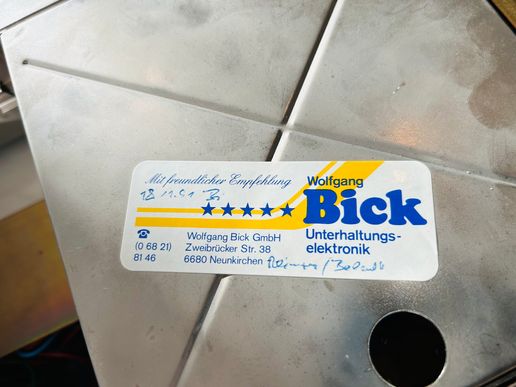 Mit freundlicher Empfehlung
Wolfgang
Bick
Unterhaltungs-
elektronik
☎
(0 68 21)
81 46
Wolfgang Bick GmbH
Zweibrücker Str. 38
6680 Neunkirchen